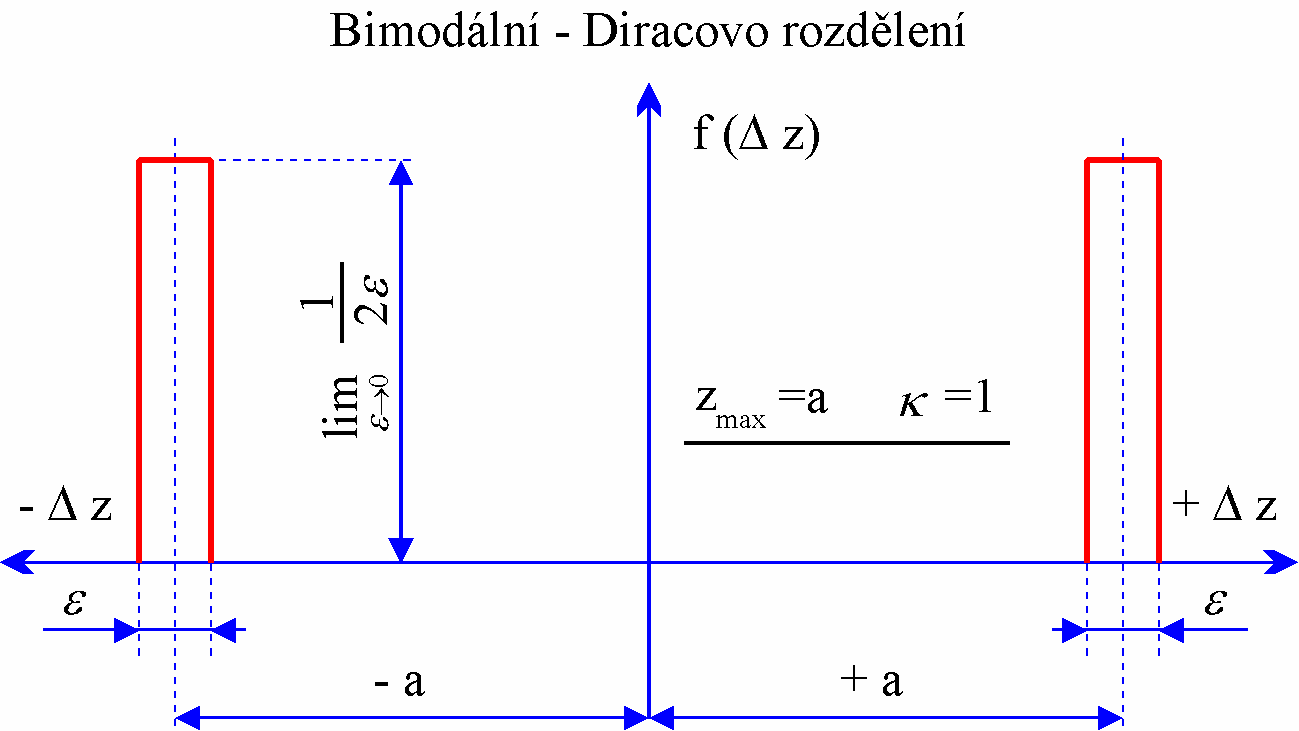 Bimodální - Diracovo rozdělení
f (Δ z)
lim ε→0 1/2ε
z_max =a κ =1
- Δ z
+ Δ z
ε
ε
- a
+ a